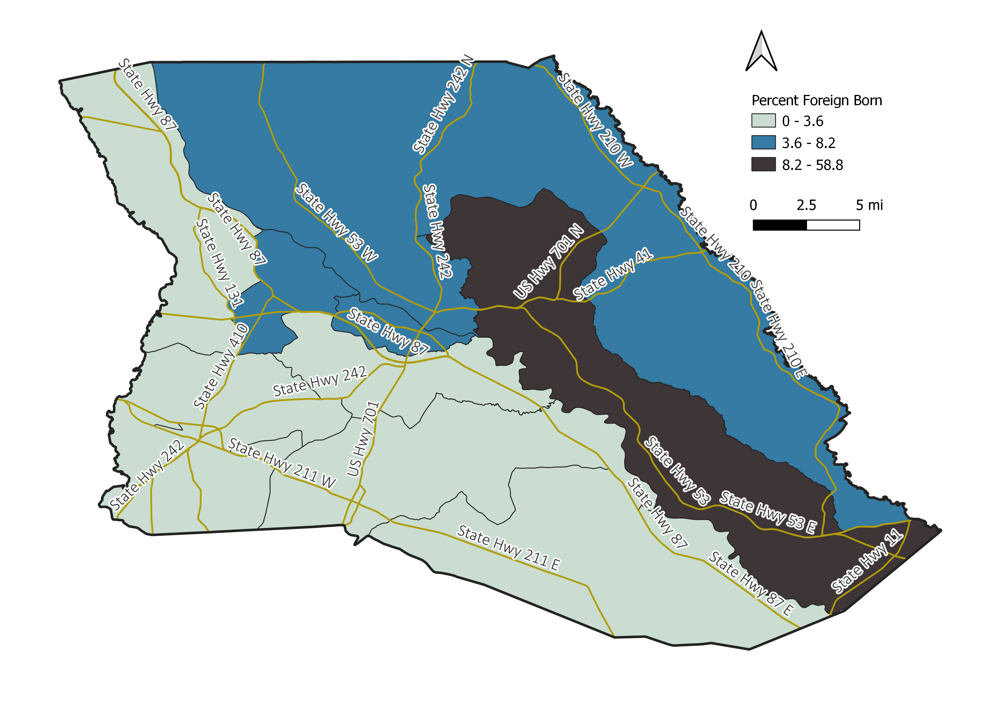 State Hwy 87
State Hwy 242 N
State Hwy 210 W
Percent Foreign Born
0 - 3.6
3.6 - 8.2
8.2 - 58.8
0 2.5 5 mi
State Hwy 53 W
State Hwy 242
State Hwy 87
State Hwy 131
US Hwy 701 N
State Hwy 41
State Hwy 210
State Hwy 210 E
State Hwy 87
State Hwy 410
State Hwy 242
US Hwy 701
State Hwy 242
State Hwy 211 W
State Hwy 53
State Hwy 53 E
State Hwy 87
State Hwy 211 E
State Hwy 11
State Hwy 87 E